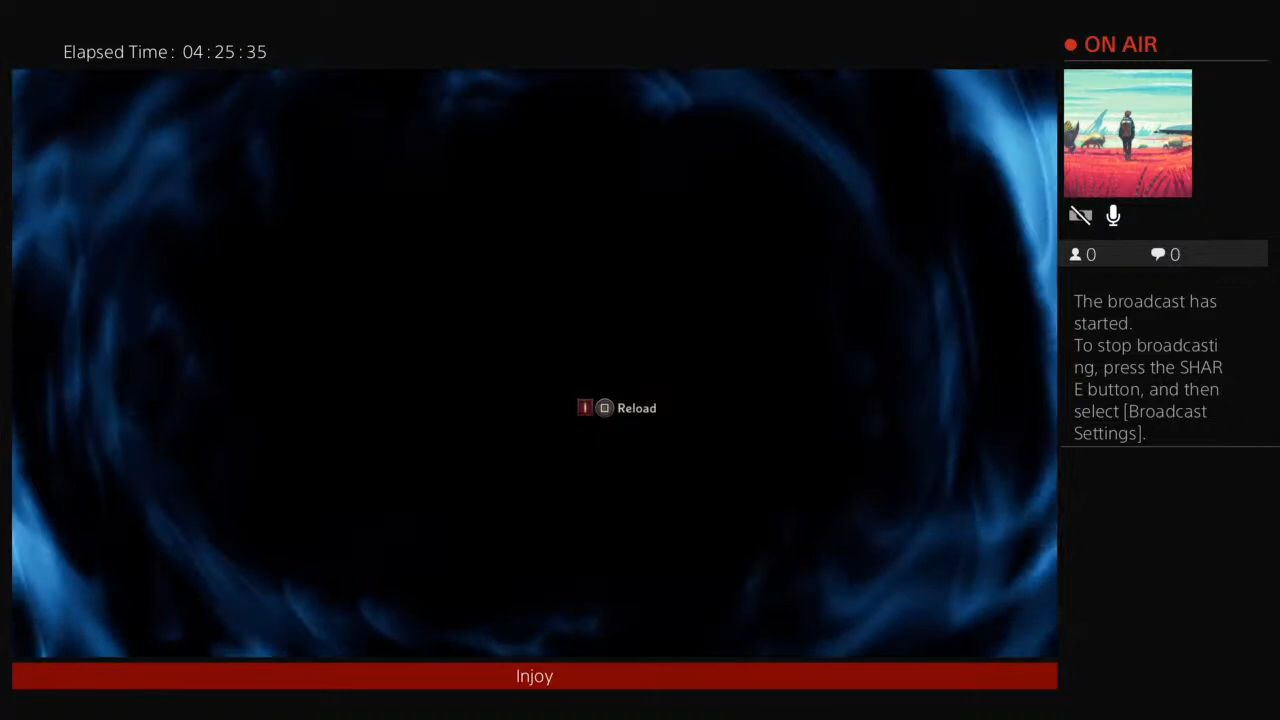 Elapsed Time: 04:25:35
ON AIR
0 0
The broadcast has
started.
To stop broadcasti
ng, press the SHAR
E button, and then
select [Broadcast
Settings].
Reload
Injoy